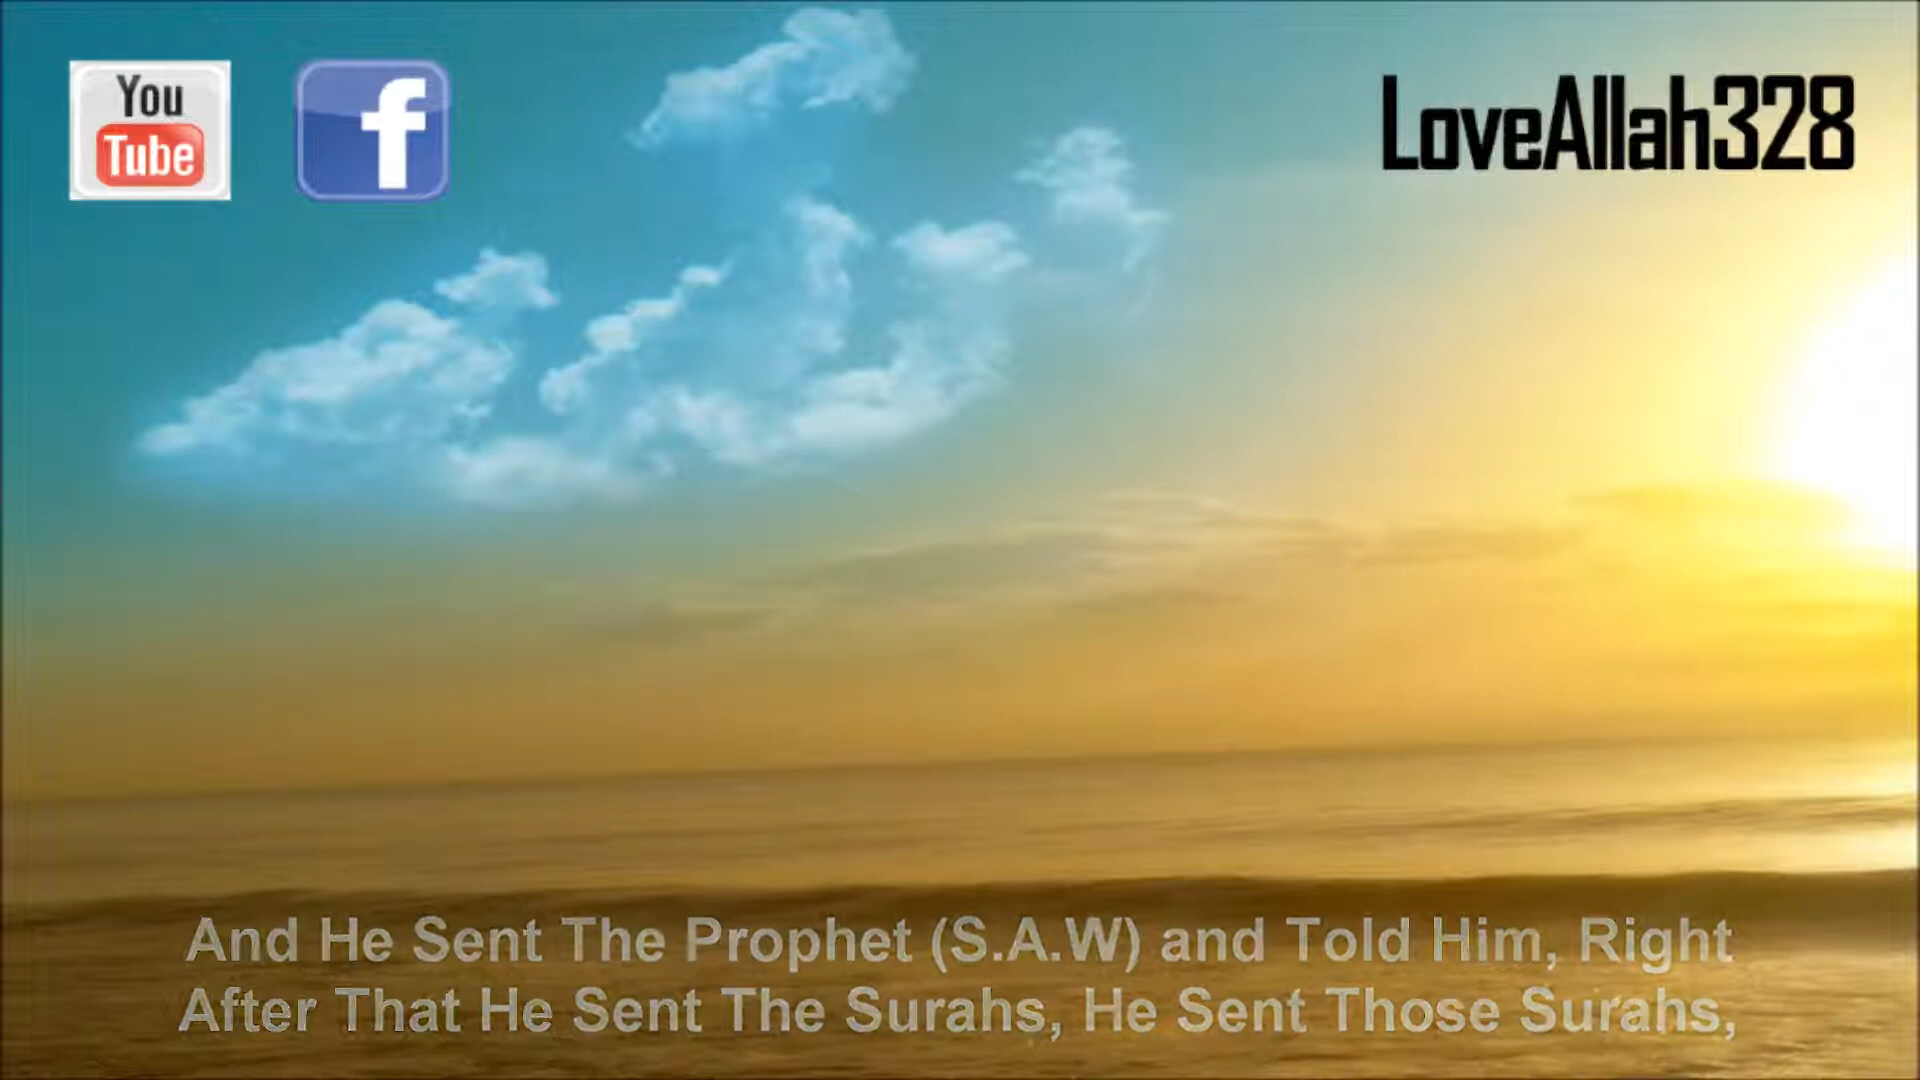 You
Tube
f
LoveAllah328
And He Sent The Prophet (S.A.W) and Told Him, Right
After That He Sent The Surahs, He Sent Those Surahs,